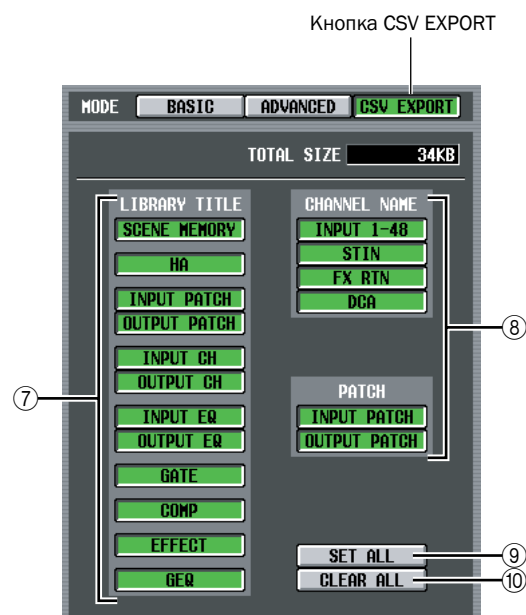 Кнопка CSV EXPORT
MODE BASIC ADVANCED CSV EXPORT
TOTAL SIZE 34KB
LIBRARY TITLE
SCENE MEMORY
HA
INPUT PATCH
OUTPUT PATCH
INPUT CH
OUTPUT CH
INPUT EQ
OUTPUT EQ
GATE
COMP
EFFECT
GEQ
⑦
CHANNEL NAME
INPUT 1-48
STIN
FX RTN
DCA
PATCH
INPUT PATCH
OUTPUT PATCH
⑧
SET ALL ⑨
CLEAR ALL ⑩